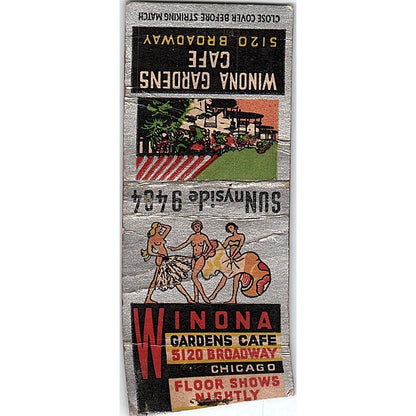 CLOSE COVER BEFORE STRIKING MATCH
5120 BROADWAY
WINONA GARDENS
CAFE
SUNnyside 9484
WINONA
GARDENS CAFE
5120 BROADWAY
CHICAGO
FLOOR SHOWS
NIGHTLY